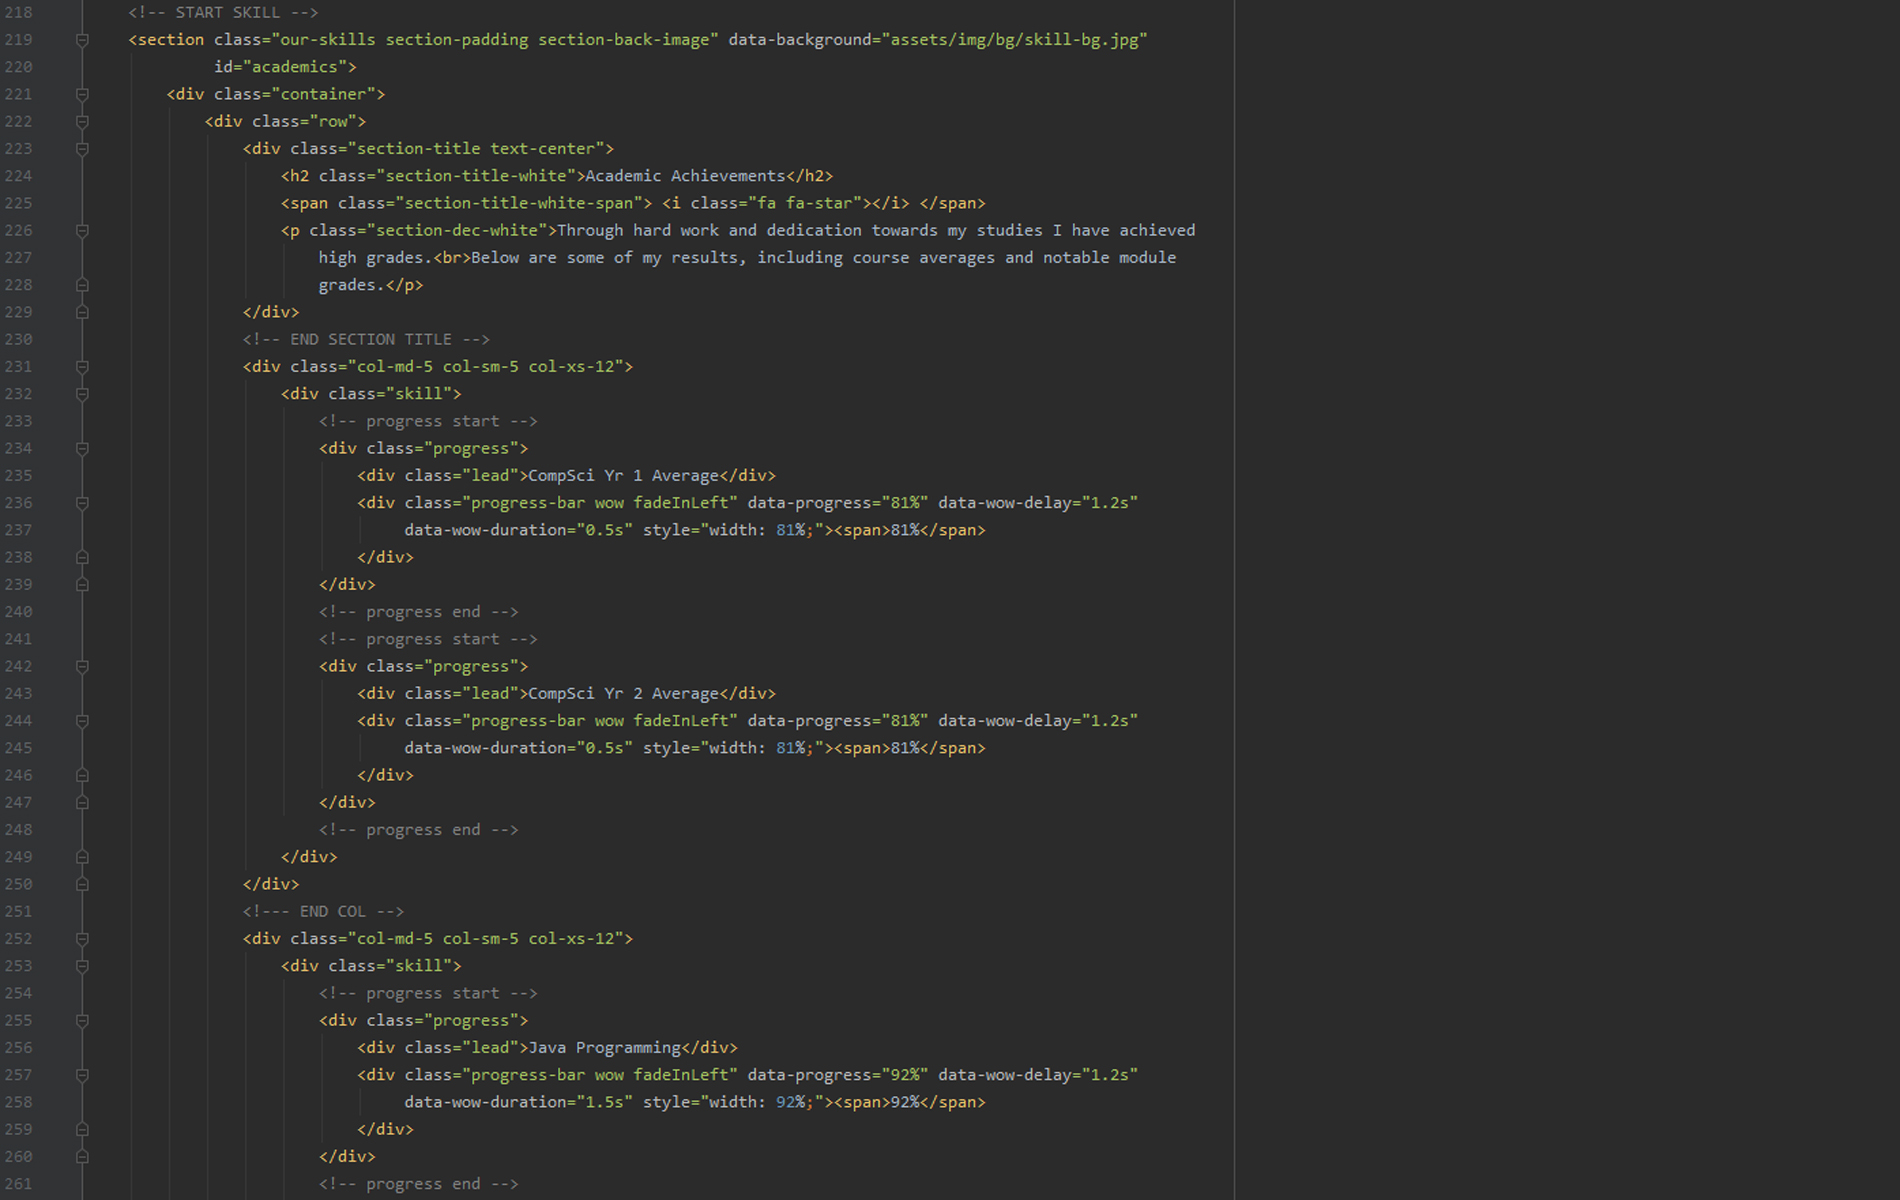 218 <!-- START SKILL -->
219 <section class="our-skills section-padding section-back-image" data-background="assets/img/bg/skill-bg.jpg"
220 id="academics">
221 <div class="container">
222 <div class="row">
223 <div class="section-title text-center">
224 <h2 class="section-title-white">Academic Achievements</h2>
225 <span class="section-title-white-span"> <i class="fa fa-star"></i> </span>
226 <p class="section-dec-white">Through hard work and dedication towards my studies I have achieved
227 high grades.<br>Below are some of my results, including course averages and notable module
228 grades.</p>
229 </div>
230 <!-- END SECTION TITLE -->
231 <div class="col-md-5 col-sm-5 col-xs-12">
232 <div class="skill">
233 <!-- progress start -->
234 <div class="progress">
235 <div class="lead">CompSci Yr 1 Average</div>
236 <div class="progress-bar wow fadeInLeft" data-progress="81%" data-wow-delay="1.2s"
237 data-wow-duration="0.5s" style="width: 81%;"><span>81%</span>
238 </div>
239 </div>
240 <!-- progress end -->
241 <!-- progress start -->
242 <div class="progress">
243 <div class="lead">CompSci Yr 2 Average</div>
244 <div class="progress-bar wow fadeInLeft" data-progress="81%" data-wow-delay="1.2s"
245 data-wow-duration="0.5s" style="width: 81%;"><span>81%</span>
246 </div>
247 </div>
248 <!-- progress end -->
249 </div>
250 </div>
251 <!--- END COL -->
252 <div class="col-md-5 col-sm-5 col-xs-12">
253 <div class="skill">
254 <!-- progress start -->
255 <div class="progress">
256 <div class="lead">Java Programming</div>
257 <div class="progress-bar wow fadeInLeft" data-progress="92%" data-wow-delay="1.2s"
258 data-wow-duration="1.5s" style="width: 92%;"><span>92%</span>
259 </div>
260 </div>
261 <!-- progress end -->